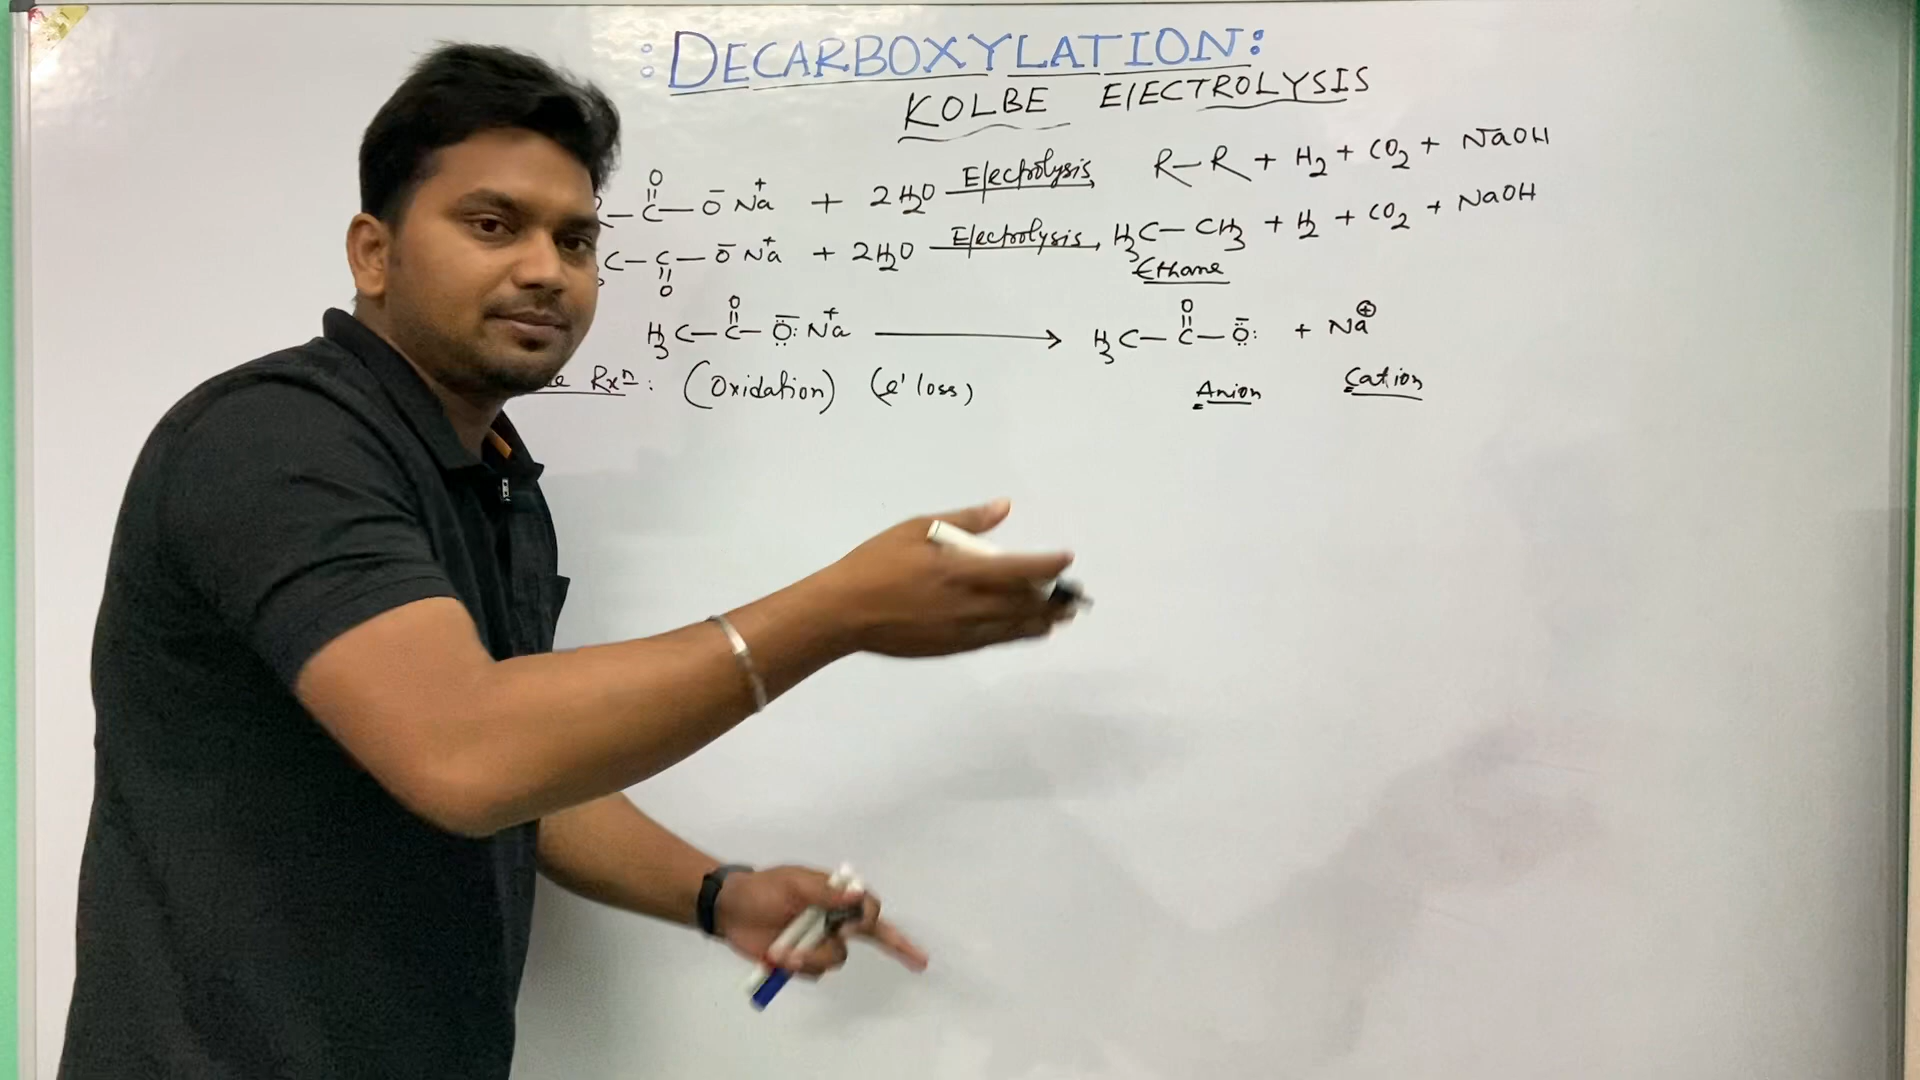 : DECARBOXYLATION:
KOLBE ElECTROLYSIS
O
|| 
– C – O⁻ Na⁺ + 2H₂O Electrolysis R–R + H₂ + CO₂ + NaOH
C – C – O⁻ Na⁺ + 2H₂O Electrolysis H₃C – CH₃ + H₂ + CO₂ + NaOH
||
O
Ethane
O O
|| ||
H₃C – C – Ö:⁻ Na⁺ → H₃C – C – Ö:⁻ + Na⊕
Rxⁿ : (Oxidation) (e' loss) Anion Cation